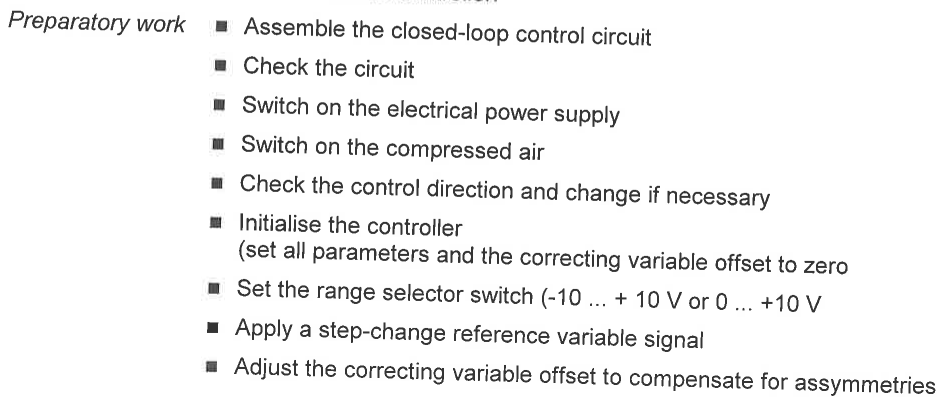 Preparatory work ■ Assemble the closed-loop control circuit
■ Check the circuit
■ Switch on the electrical power supply
■ Switch on the compressed air
■ Check the control direction and change if necessary
■ Initialise the controller
(set all parameters and the correcting variable offset to zero
■ Set the range selector switch (-10 ... + 10 V or 0 ... +10 V
■ Apply a step-change reference variable signal
■ Adjust the correcting variable offset to compensate for assymmetries